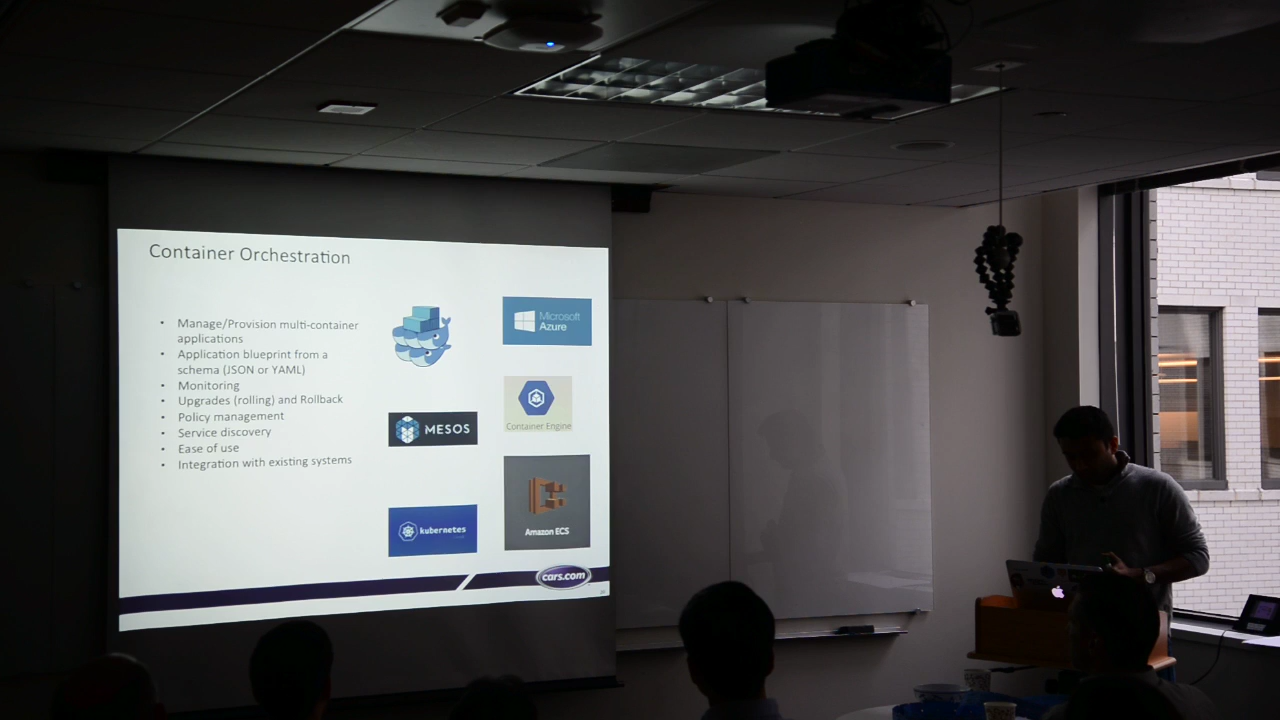 Container Orchestration
• Manage/Provision multi-container
applications
• Application blueprint from a
schema (JSON or YAML)
• Monitoring
• Upgrades (rolling) and Rollback
• Policy management
• Service discovery
• Ease of use
• Integration with existing systems
Microsoft
Azure
Container Engine
MESOS
Amazon ECS
kubernetes
cars.com